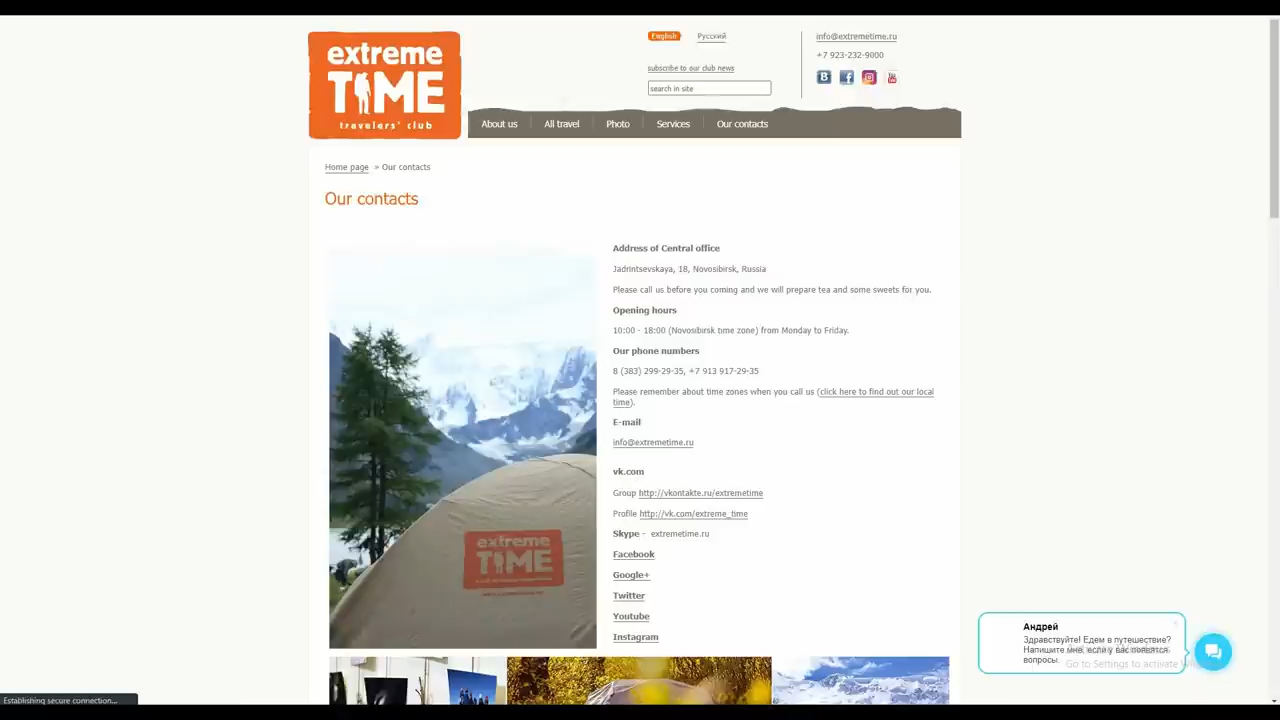 extreme
TIME
travelers' club
English Русский
subscribe to our club news
search in site
info@extremetime.ru
+7 923-232-9000
About us All travel Photo Services Our contacts
Home page » Our contacts
Our contacts
Address of Central office
Jadrintsevskaya, 18, Novosibirsk, Russia
Please call us before you coming and we will prepare tea and some sweets for you.
Opening hours
10:00 - 18:00 (Novosibirsk time zone) from Monday to Friday.
Our phone numbers
8 (383) 299-29-35, +7 913 917-29-35
Please remember about time zones when you call us (click here to find out our local
time).
E-mail
info@extremetime.ru
vk.com
Group http://vkontakte.ru/extremetime
Profile http://vk.com/extreme_time
Skype - extremetime.ru
Facebook
Google+
Twitter
Youtube
Instagram
extreme
TIME
Андрей
Здравствуйте! Едем в путешествие?
Напишите мне, если у вас появятся
вопросы.
Go to Settings to activate
Establishing secure connection...